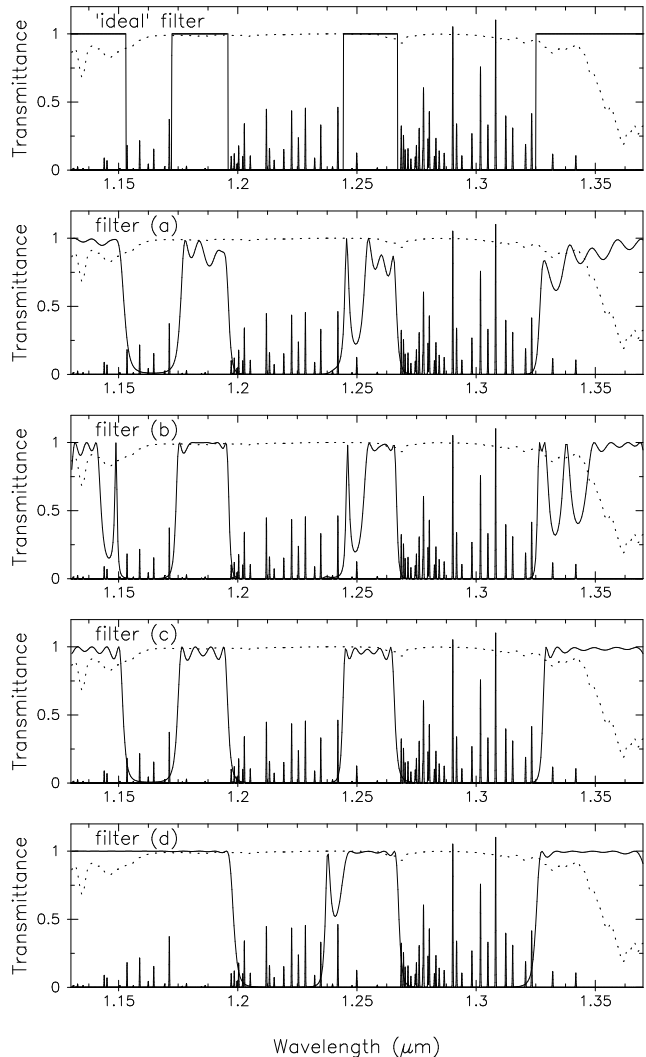 'ideal' filter
Transmittance
1
0.5
0
1.15 1.2 1.25 1.3 1.35
filter (a)
Transmittance
1
0.5
0
1.15 1.2 1.25 1.3 1.35
filter (b)
Transmittance
1
0.5
0
1.15 1.2 1.25 1.3 1.35
filter (c)
Transmittance
1
0.5
0
1.15 1.2 1.25 1.3 1.35
filter (d)
Transmittance
1
0.5
0
1.15 1.2 1.25 1.3 1.35
Wavelength (μm)